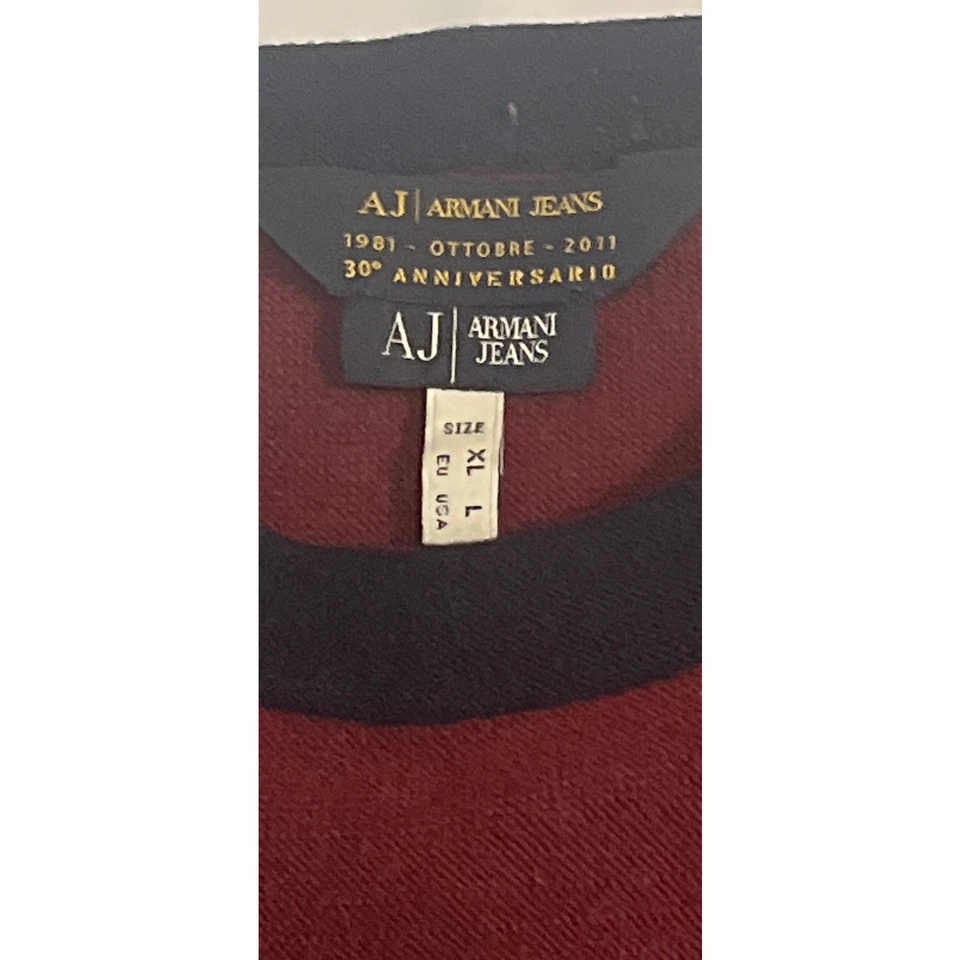 AJ | ARMANI JEANS
1981 - OTTOBRE - 2011
30° ANNIVERSARIO
AJ | ARMANI
JEANS
SIZE
XL L
EU USA